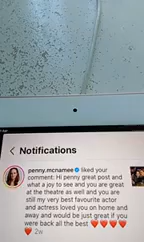 Notifications
penny.mcnamee liked your
comment: Hi penny great post and
what a joy to see and you are great
at the theatre as well and you are
still my very best favourite actor
and actress loved you on home and
away and would be just great if you
were back all the best ❤️❤️❤️❤️
❤️ 2w